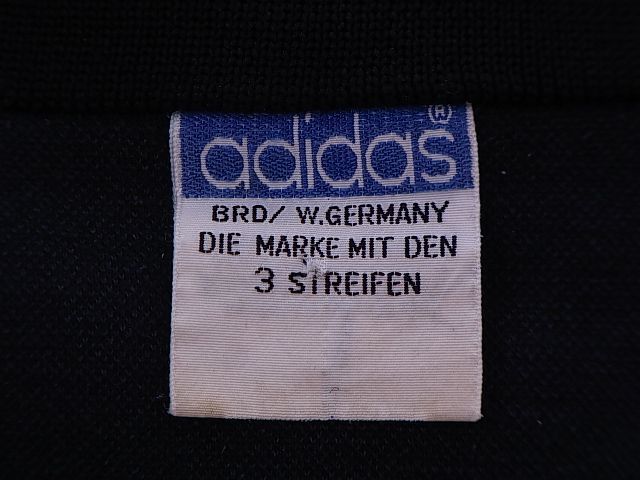 adidas®
BRD/ W.GERMANY
DIE MARKE MIT DEN
3 STREIFEN